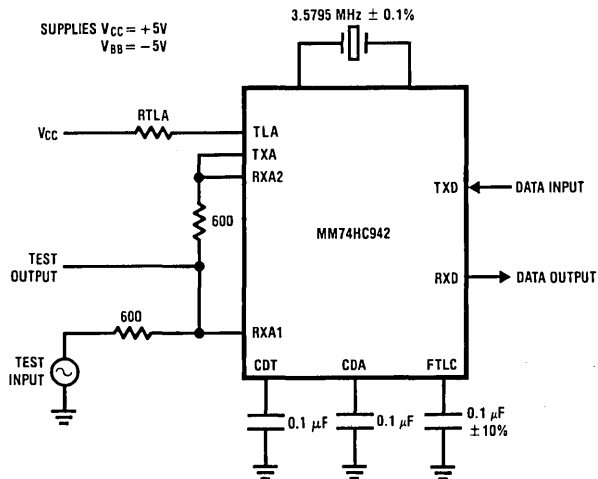 3.5795 MHz ± 0.1%
SUPPLIES VCC = +5V
VBB = −5V
RTLA
VCC
TLA
TXA
RXA2
TXD
DATA INPUT
600
MM74HC942
TEST
OUTPUT
RXD
DATA OUTPUT
600
RXA1
TEST
INPUT
CDT
CDA
FTLC
0.1 µF
0.1 µF
0.1 µF
±10%